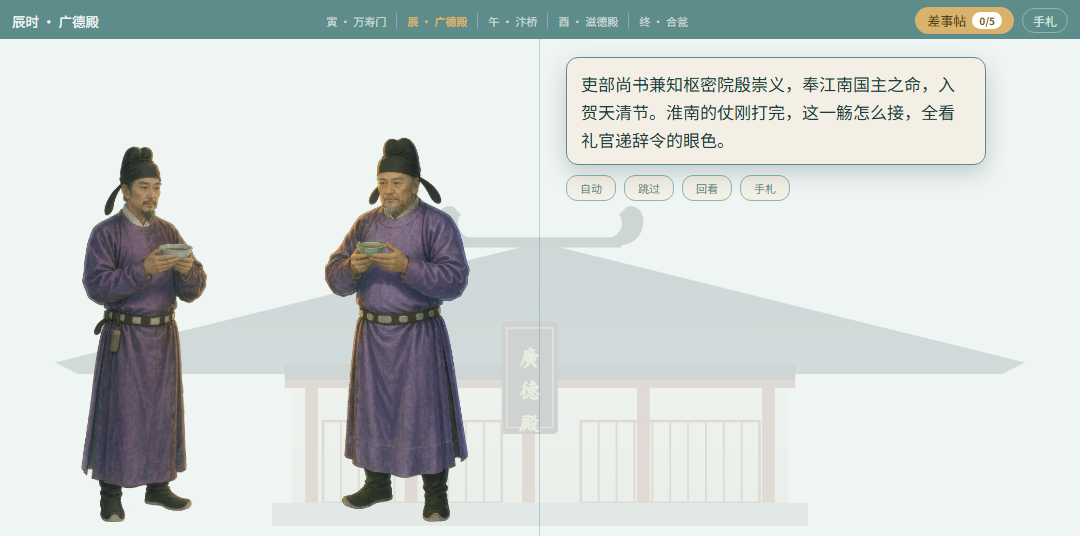 辰时 · 广德殿
寅 · 万寿门
辰 · 广德殿
午 · 汴桥
酉 · 滋德殿
终 · 合瓮
差事帖 0/5
手札
吏部尚书兼知枢密院殷崇义，奉江南国主之命，入
贺天清节。淮南的仗刚打完，这一觞怎么接，全看
礼官递辞令的眼色。
自动
跳过
回看
手札
廣德殿